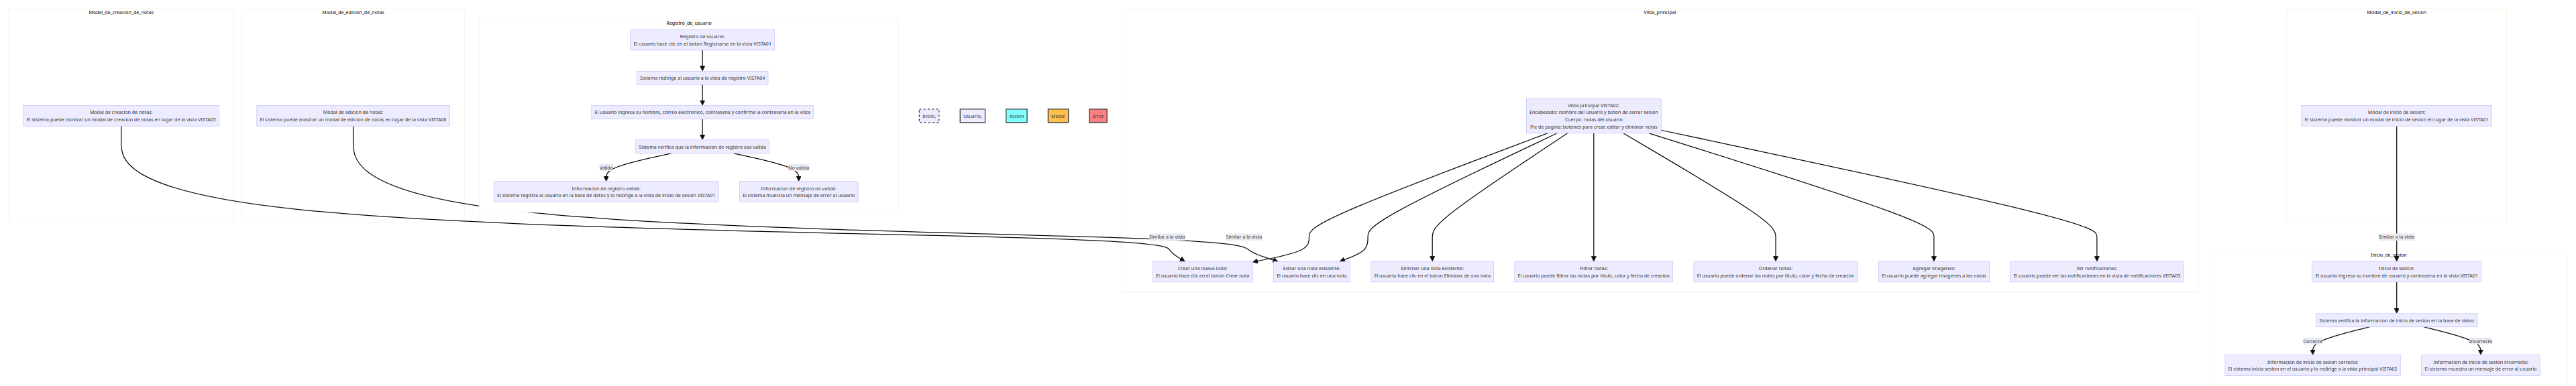 Modal_de_creacion_de_notas
Modal de creacion de notas:
El sistema puede mostrar un modal de creacion de notas en lugar de la vista VISTA05
Modal_de_edicion_de_notas
Modal de edicion de notas:
El sistema puede mostrar un modal de edicion de notas en lugar de la vista VISTA06
Registro_de_usuario
Registro de usuario:
El usuario hace clic en el boton Registrarse en la vista VISTA01
Sistema redirige al usuario a la vista de registro VISTA04
El usuario ingresa su nombre, correo electronico, contrasena y confirma la contrasena en la vista
Sistema verifica que la informacion de registro sea valida
Valida
No valida
Informacion de registro valida:
El sistema registra al usuario en la base de datos y lo redirige a la vista de inicio de sesion VISTA01
Informacion de registro no valida:
El sistema muestra un mensaje de error al usuario
Inicio,
Usuario,
Accion
Modal
Error
Vista_principal
Vista principal VISTA02:
Encabezado: nombre del usuario y boton de cerrar sesion
Cuerpo: notas del usuario
Pie de pagina: botones para crear, editar y eliminar notas
Similar a la vista
Similar a la vista
Crear una nueva nota:
El usuario hace clic en el boton Crear nota
Editar una nota existente:
El usuario hace clic en una nota
Eliminar una nota existente:
El usuario hace clic en el boton Eliminar de una nota
Filtrar notas:
El usuario puede filtrar las notas por titulo, color y fecha de creacion
Ordenar notas:
El usuario puede ordenar las notas por titulo, color y fecha de creacion
Agregar imagenes:
El usuario puede agregar imagenes a las notas
Ver notificaciones:
El usuario puede ver las notificaciones en la vista de notificaciones VISTA03
Modal_de_inicio_de_sesion
Modal de inicio de sesion:
El sistema puede mostrar un modal de inicio de sesion en lugar de la vista VISTA01
Similar a la vista
Inicio_de_sesion
Inicio de sesion:
El usuario ingresa su nombre de usuario y contrasena en la vista VISTA01
Sistema verifica la informacion de inicio de sesion en la base de datos
Correcta
Incorrecta
Informacion de inicio de sesion correcta:
El sistema inicia sesion en el usuario y lo redirige a la vista principal VISTA02
Informacion de inicio de sesion incorrecta:
El sistema muestra un mensaje de error al usuario